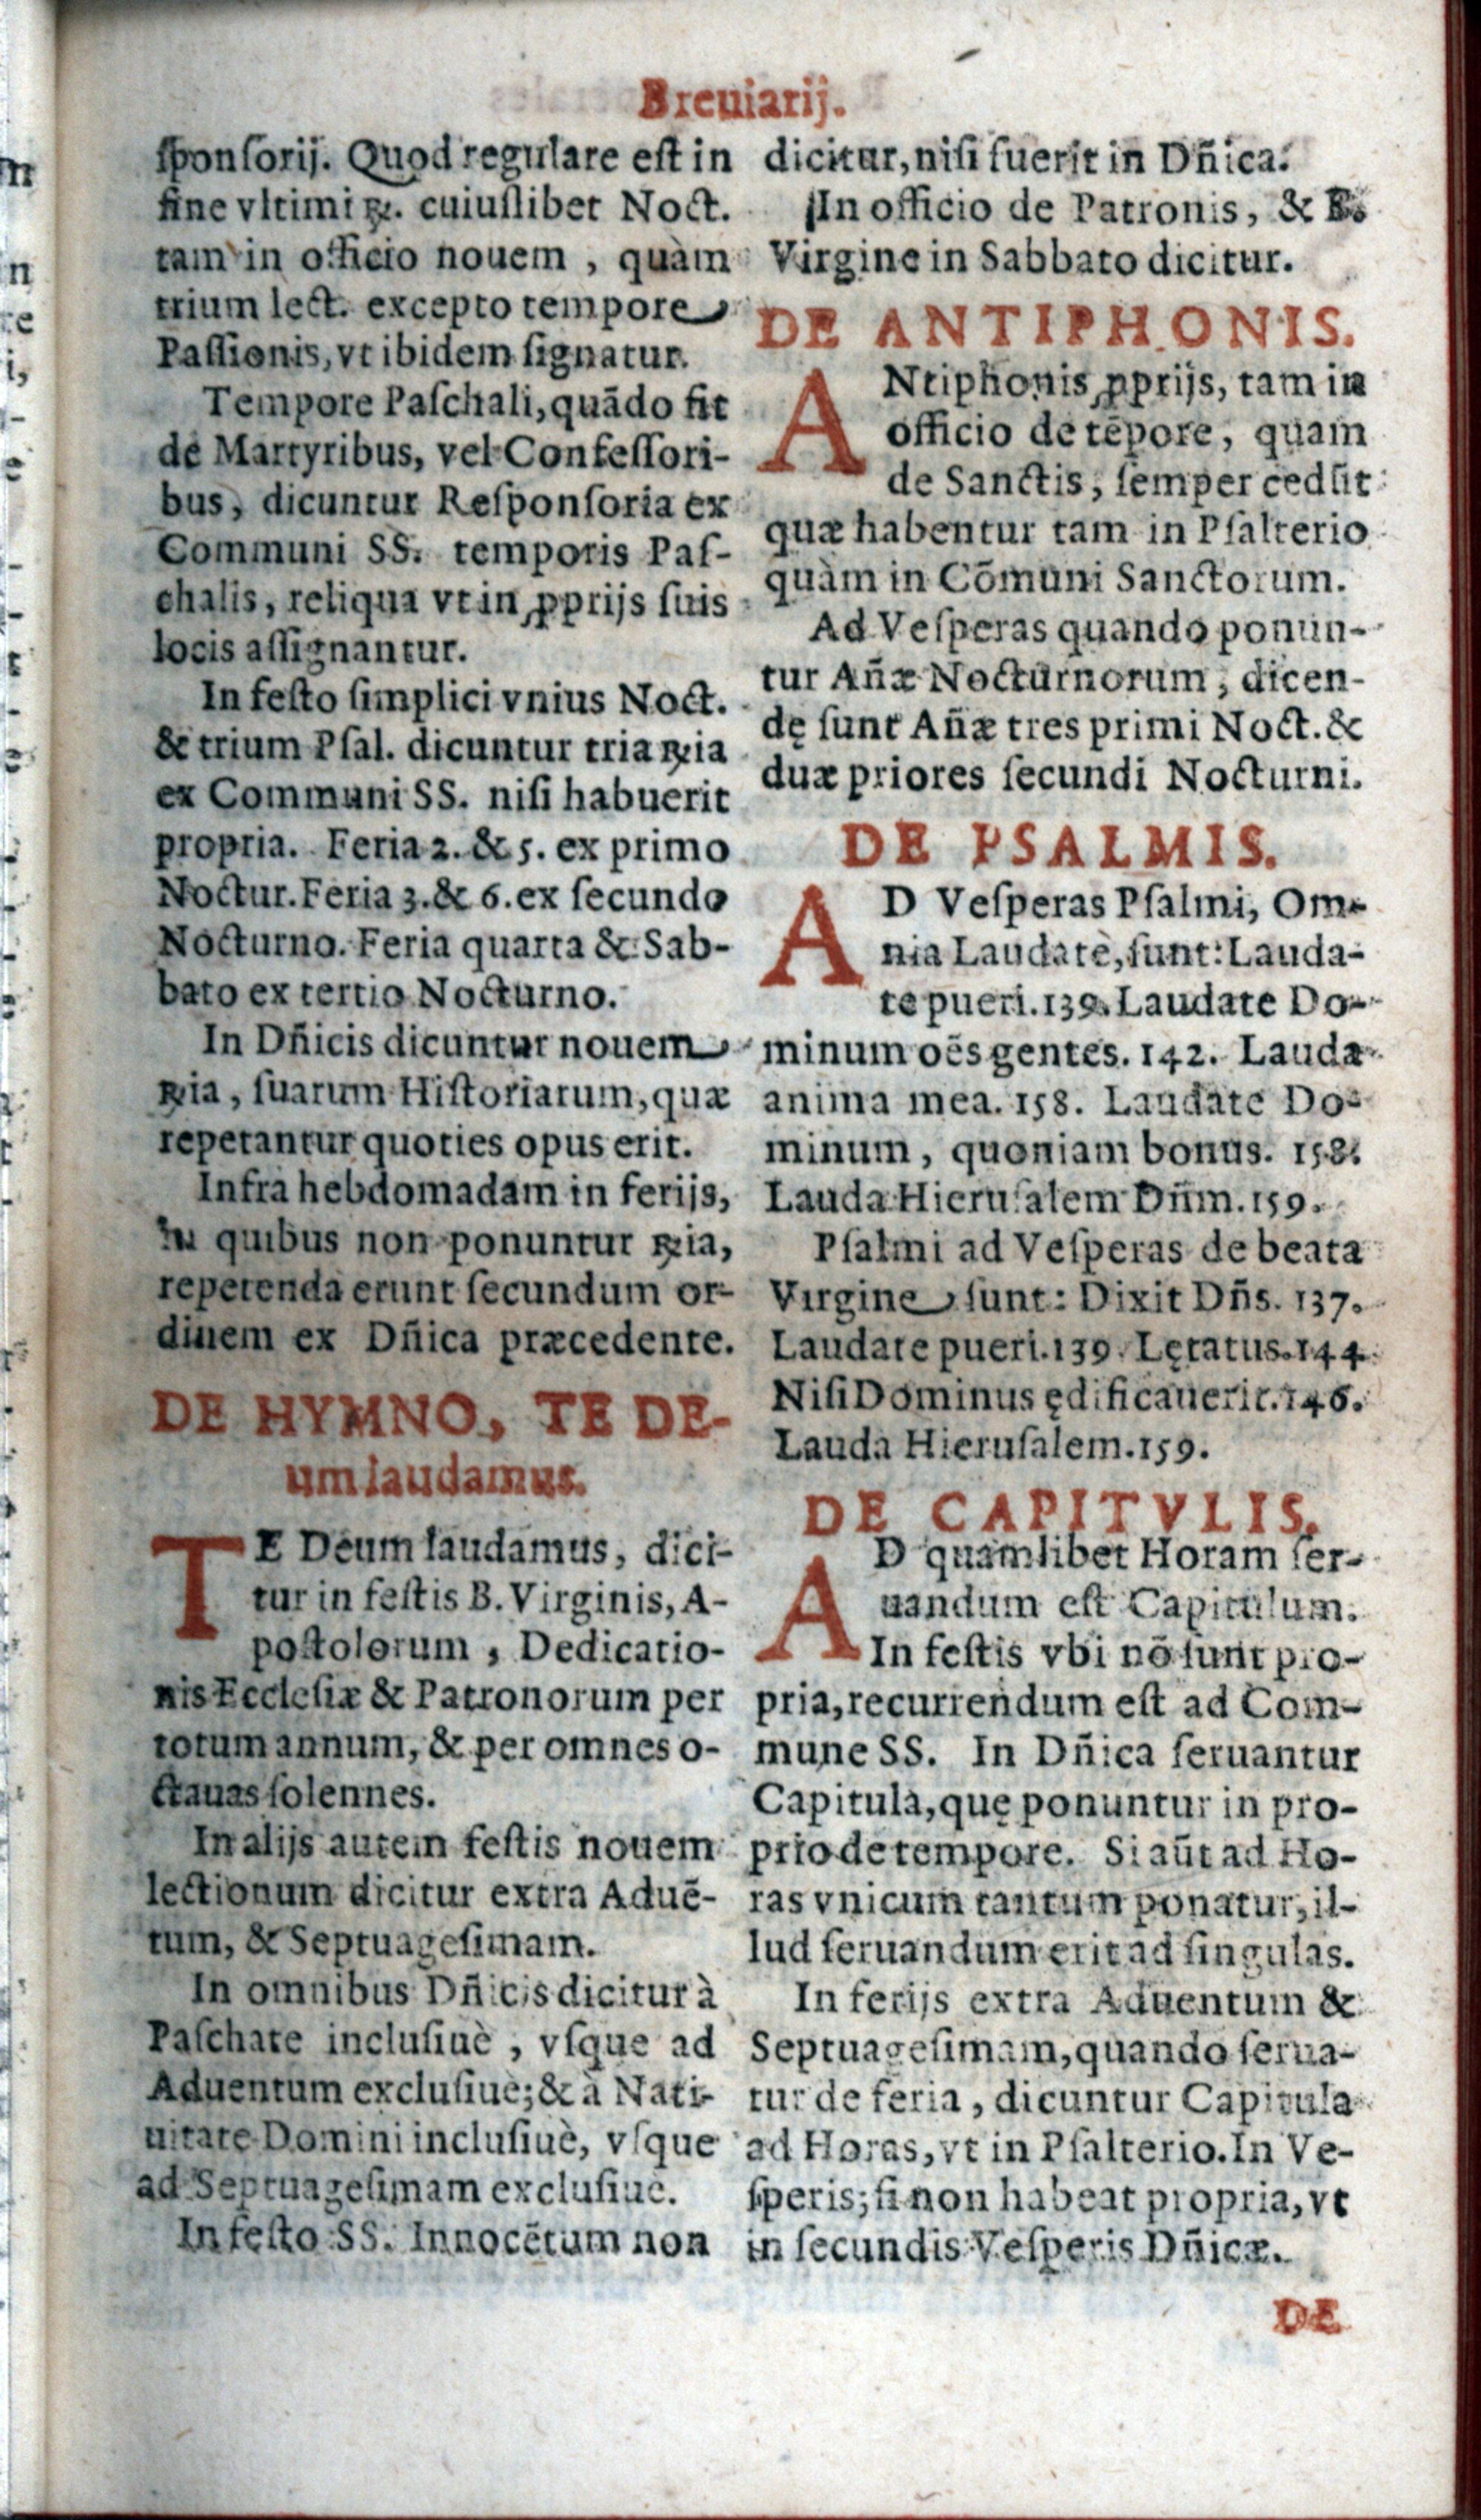 Breuiarij.
ſponſorij. Quod regulare eſt in
fine vltimi ꝶ. cuiuſlibet Noct.
tam in officio nouem , quàm
trium lect. excepto tempore
Paſſionis, vt ibidem ſignatur.
Tempore Paſchali, quãdo fit
de Martyribus, vel Confeſſori-
bus, dicuntur Reſponſoria ex
Communi SS. temporis Paſ-
chalis, reliqua vt in ꝓprijs ſuis
locis aſſignantur.
In feſto ſimplici vnius Noct.
& trium Pſal. dicuntur tria ꝶia
ex Communi SS. niſi habuerit
propria. Feria 2. & 5. ex primo
Noctur. Feria 3. & 6. ex ſecundo
Nocturno. Feria quarta & Sab-
bato ex tertio Nocturno.
In Dñicis dicuntur nouem
ꝶia, ſuarum Hiſtoriarum, quæ
repetantur quoties opus erit.
Infra hebdomadam in ferijs,
in quibus non ponuntur ꝶia,
repetenda erunt ſecundum or-
dinem ex Dñica præcedente.
DE HYMNO, TE DE-
um laudamus.
TE Deum laudamus, dici-
tur in feſtis B. Virginis, A-
poſtolorum , Dedicatio-
nis Eccleſiæ & Patronorum per
totum annum, & per omnes o-
ctauas ſolennes.
In alijs autem feſtis nouem
lectionum dicitur extra Aduẽ-
tum, & Septuageſimam.
In omnibus Dñicis dicitur à
Paſchate incluſiuè , vſque ad
Aduentum excluſiuè; & à Nati-
uitate Domini incluſiuè, vſque
ad Septuageſimam excluſiuè.
In feſto SS. Innocẽtum non
dicitur, niſi fuerit in Dñica.
In officio de Patronis, & B.
Virgine in Sabbato dicitur.
DE ANTIPHONIS.
ANtiphonis ꝓprijs, tam in
officio de tẽpore, quam
de Sanctis, ſemper cedũt
quæ habentur tam in Pſalterio
quàm in Cõmuni Sanctorum.
Ad Veſperas quando ponun-
tur Añæ Nocturnorum, dicen-
dę ſunt Añæ tres primi Noct. &
duæ priores ſecundi Nocturni.
DE PSALMIS.
AD Veſperas Pſalmi, Om-
nia Laudatè, ſunt: Lauda-
te pueri. 139. Laudate Do-
minum oẽs gentes. 142. Lauda
anima mea. 158. Laudate Do-
minum, quoniam bonus. 158.
Lauda Hieruſalem Dñm. 159.
Pſalmi ad Veſperas de beata
Virgine ſunt: Dixit Dñs. 137.
Laudate pueri. 139. Lętatus. 144.
Niſi Dominus ędificauerit. 146.
Lauda Hieruſalem. 159.
DE CAPITVLIS.
AD quamlibet Horam ſer-
uandum eſt Capitulum.
In feſtis vbi nõ ſunt pro-
pria, recurrendum eſt ad Com-
mune SS. In Dñica ſeruantur
Capitula, quę ponuntur in pro-
prio de tempore. Si aũt ad Ho-
ras vnicum tantum ponatur, il-
lud ſeruandum erit ad ſingulas.
In ferijs extra Aduentum &
Septuageſimam, quando ſerua-
tur de feria, dicuntur Capitula
ad Horas, vt in Pſalterio. In Ve-
ſperis; ſi non habeat propria, vt
in ſecundis Veſperis Dñicæ.
DE